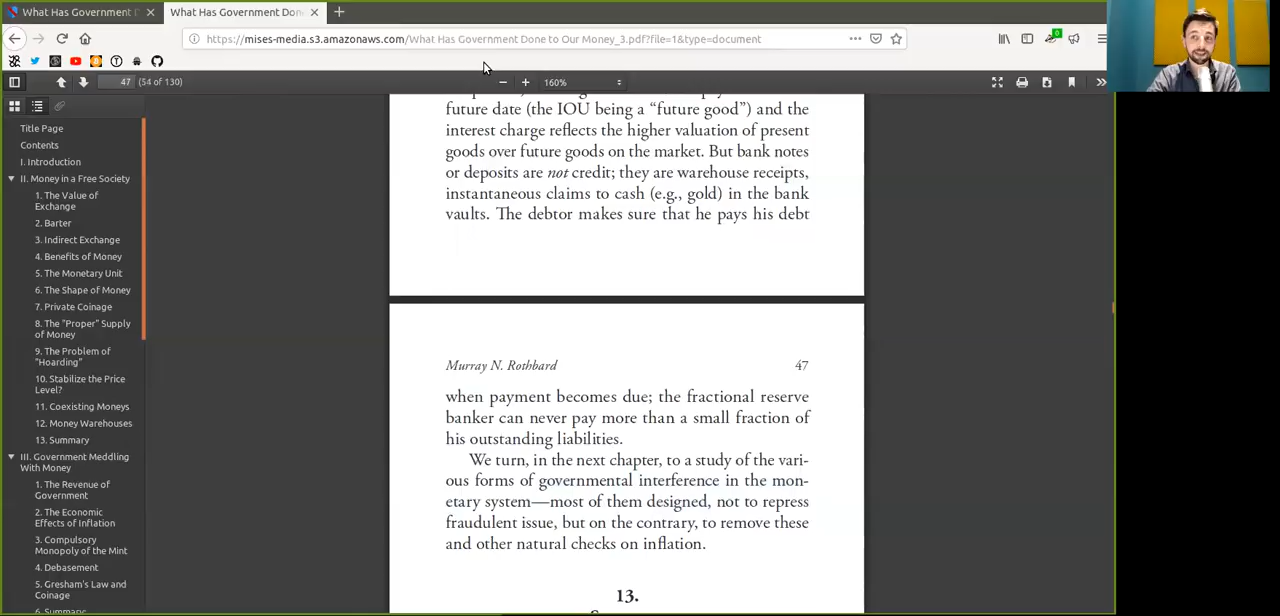 What Has Government D
What Has Government Don
https://mises-media.s3.amazonaws.com/What Has Government Done to Our Money_3.pdf?file=1&type=document
0
47
(54 of 130)
160%
Title Page
Contents
I. Introduction
II. Money in a Free Society
1. The Value of
Exchange
2. Barter
3. Indirect Exchange
4. Benefits of Money
5. The Monetary Unit
6. The Shape of Money
7. Private Coinage
8. The "Proper" Supply
of Money
9. The Problem of
"Hoarding"
10. Stabilize the Price
Level?
11. Coexisting Moneys
12. Money Warehouses
13. Summary
III. Government Meddling
With Money
1. The Revenue of
Government
2. The Economic
Effects of Inflation
3. Compulsory
Monopoly of the Mint
4. Debasement
5. Gresham's Law and
Coinage
6. Summary
future date (the IOU being a “future good”) and the
interest charge reflects the higher valuation of present
goods over future goods on the market. But bank notes
or deposits are not credit; they are warehouse receipts,
instantaneous claims to cash (e.g., gold) in the bank
vaults. The debtor makes sure that he pays his debt
Murray N. Rothbard
47
when payment becomes due; the fractional reserve
banker can never pay more than a small fraction of
his outstanding liabilities.
We turn, in the next chapter, to a study of the vari-
ous forms of governmental interference in the mon-
etary system—most of them designed, not to repress
fraudulent issue, but on the contrary, to remove these
and other natural checks on inflation.
13.